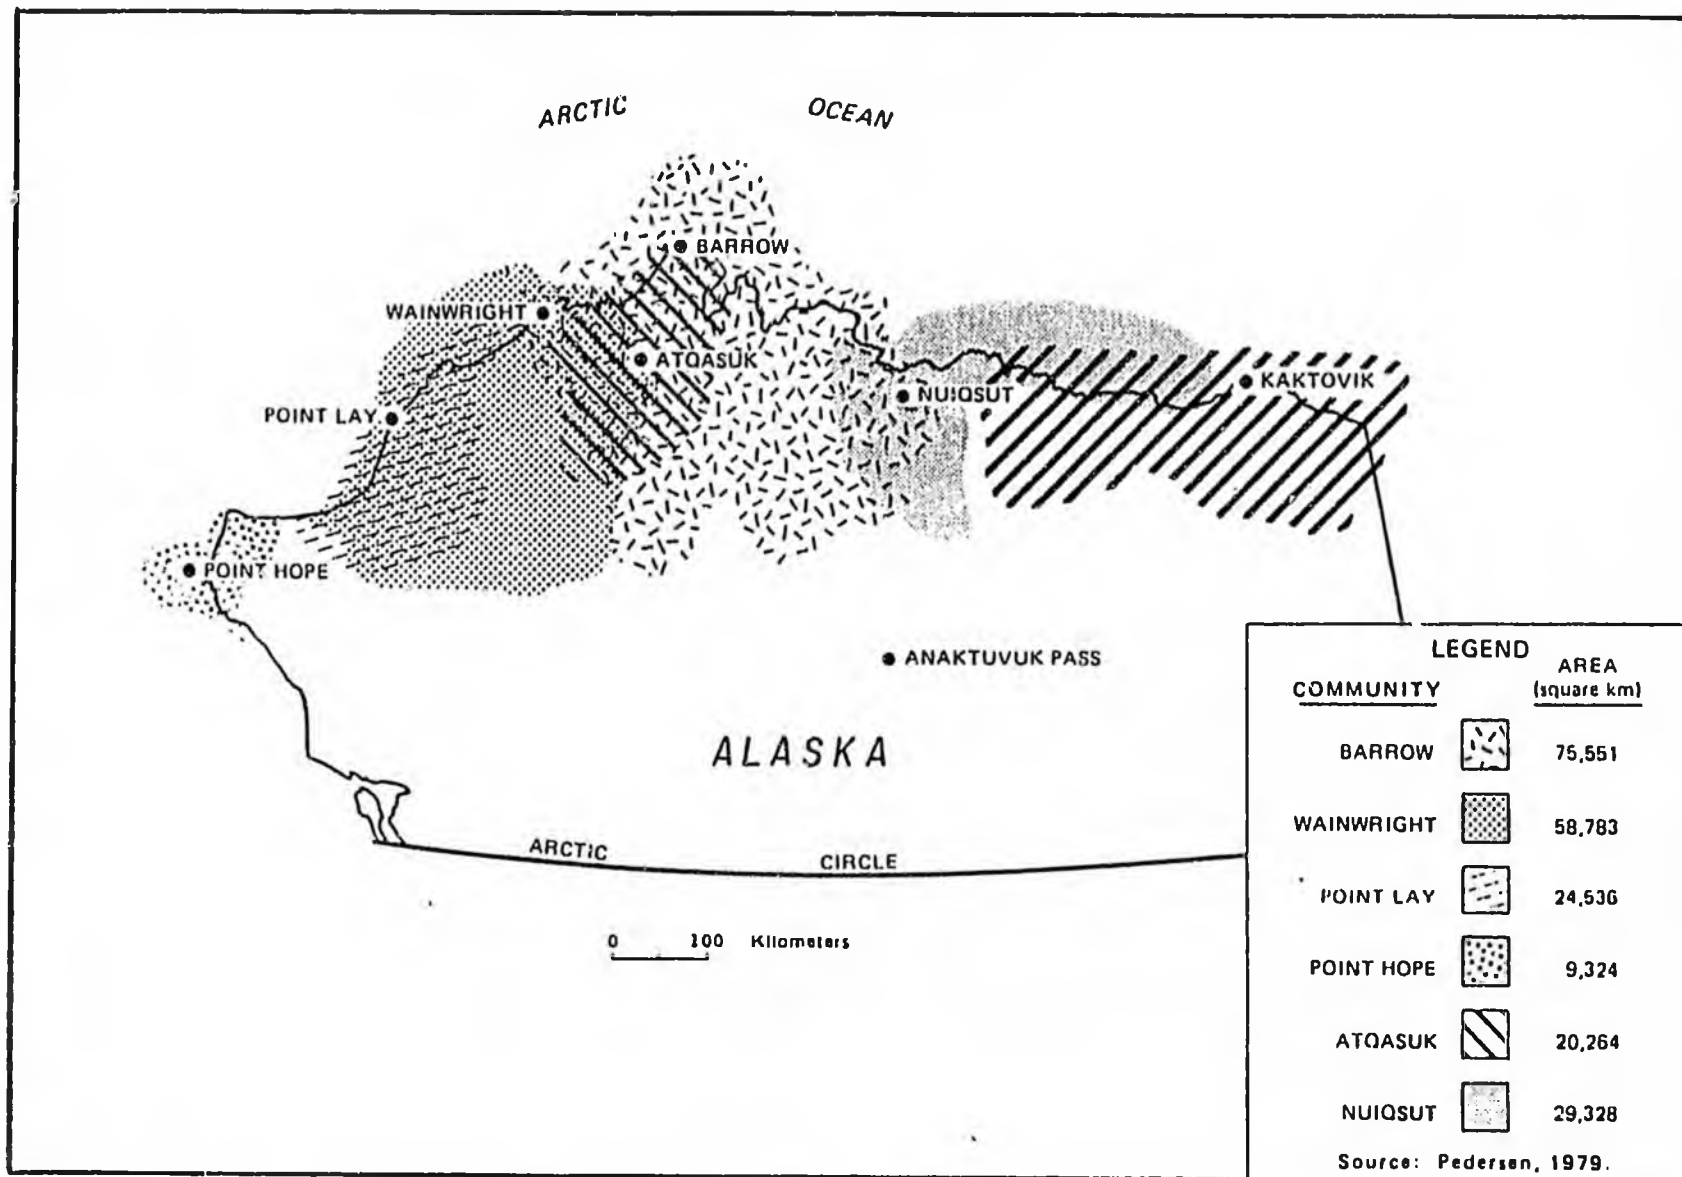 ARCTIC OCEAN
BARROW
WAINWRIGHT
ATQASUK
NUIQSUT
KAKTOVIK
POINT LAY
POINT HOPE
ANAKTUVUK PASS
ALASKA
ARCTIC CIRCLE
0 100 Kilometers
LEGEND
COMMUNITY AREA (square km)
BARROW 75,551
WAINWRIGHT 58,783
POINT LAY 24,536
POINT HOPE 9,324
ATQASUK 20,264
NUIQSUT 29,328
Source: Pedersen, 1979.